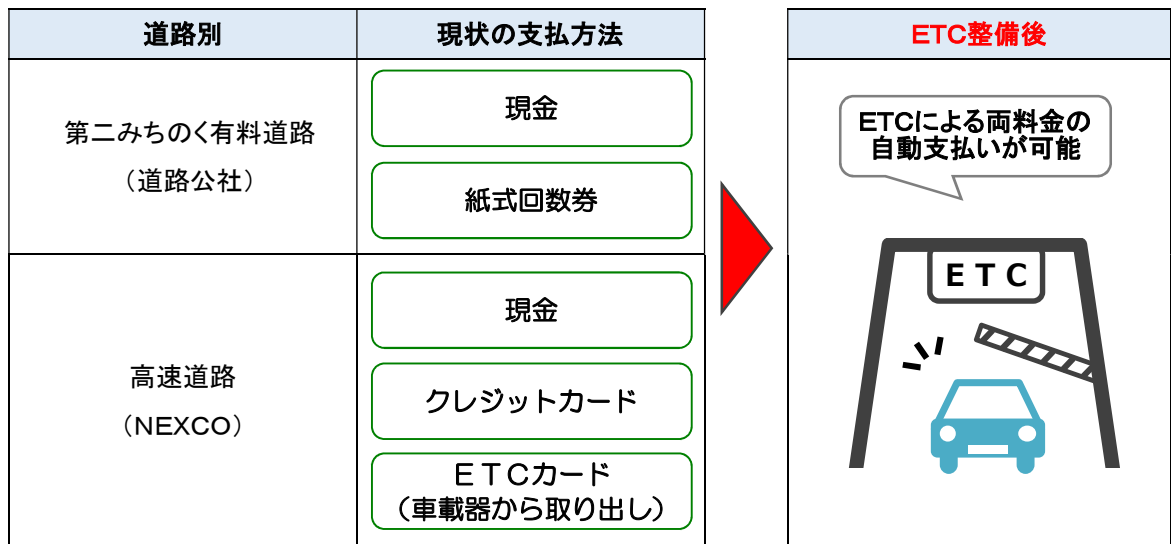 道路別
現状の支払方法
ETC整備後
第二みちのく有料道路
（道路公社）
現金
紙式回数券
高速道路
（NEXCO）
現金
クレジットカード
ＥＴＣカード
（車載器から取り出し）
ETCによる両料金の
自動支払いが可能
ＥＴＣ